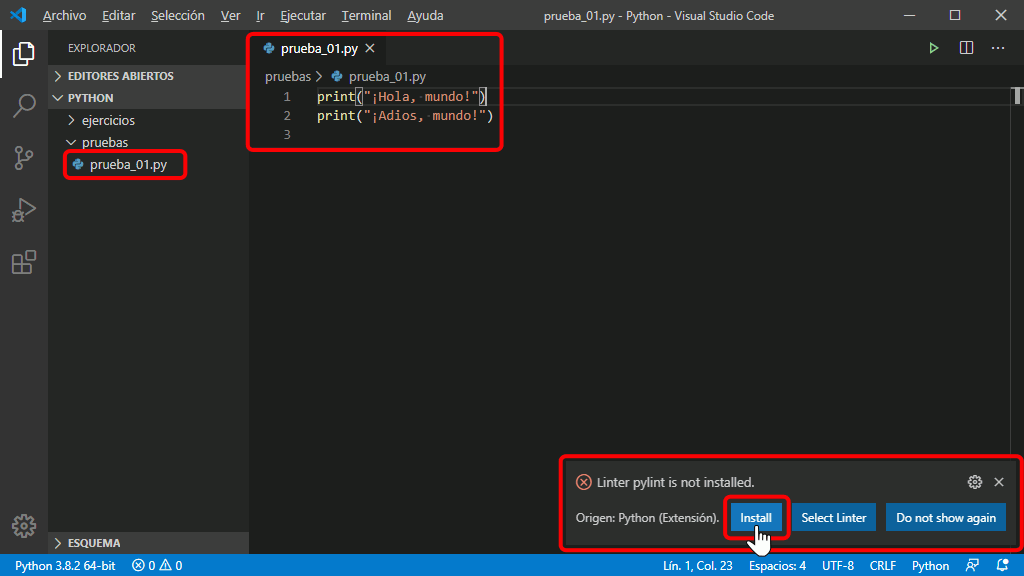 Archivo Editar Selección Ver Ir Ejecutar Terminal Ayuda prueba_01.py - Python - Visual Studio Code
EXPLORADOR
EDITORES ABIERTOS
PYTHON
ejercicios
pruebas
prueba_01.py
ESQUEMA
prueba_01.py
pruebas > prueba_01.py
1 print("¡Hola, mundo!")
2 print("¡Adios, mundo!")
3
Linter pylint is not installed.
Origen: Python (Extensión). Install Select Linter Do not show again
Python 3.8.2 64-bit 0 0 Lín. 1, Col. 23 Espacios: 4 UTF-8 CRLF Python